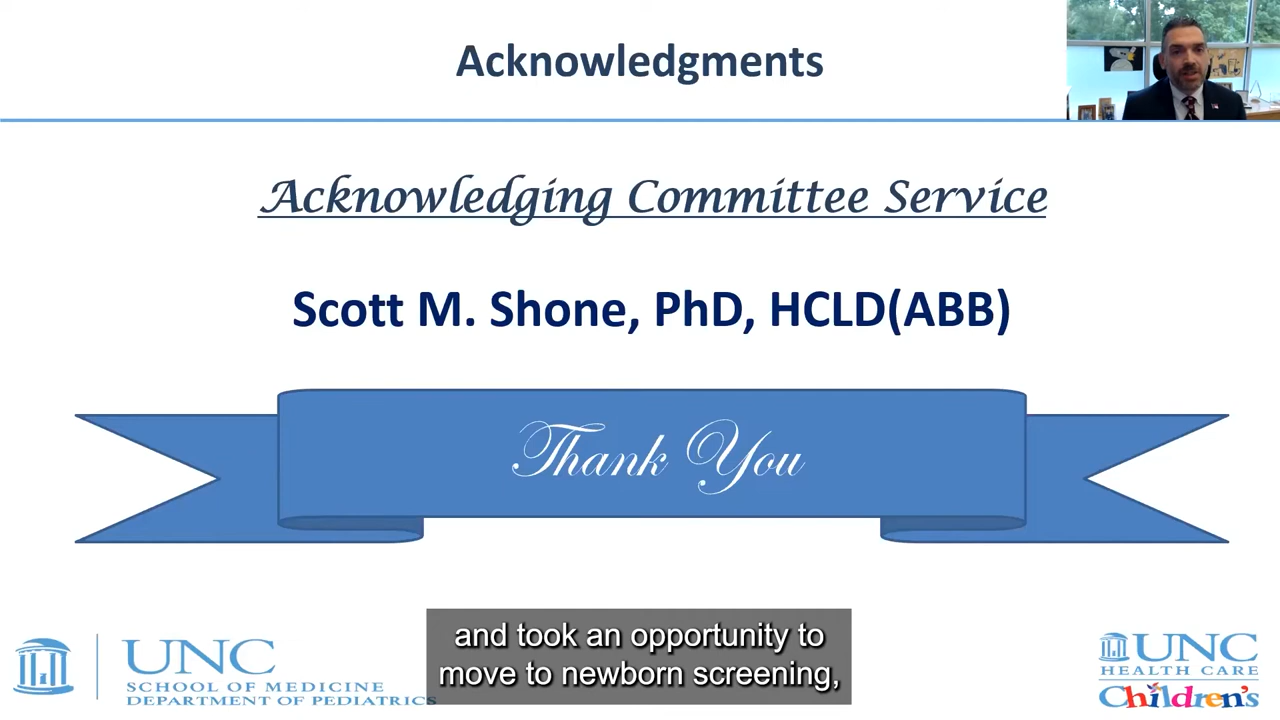 Acknowledgments
Acknowledging Committee Service
Scott M. Shone, PhD, HCLD(ABB)
Thank You
and took an opportunity to
move to newborn screening,
UNC
SCHOOL OF MEDICINE
DEPARTMENT OF PEDIATRICS
UNC
HEALTH CARE
Children's